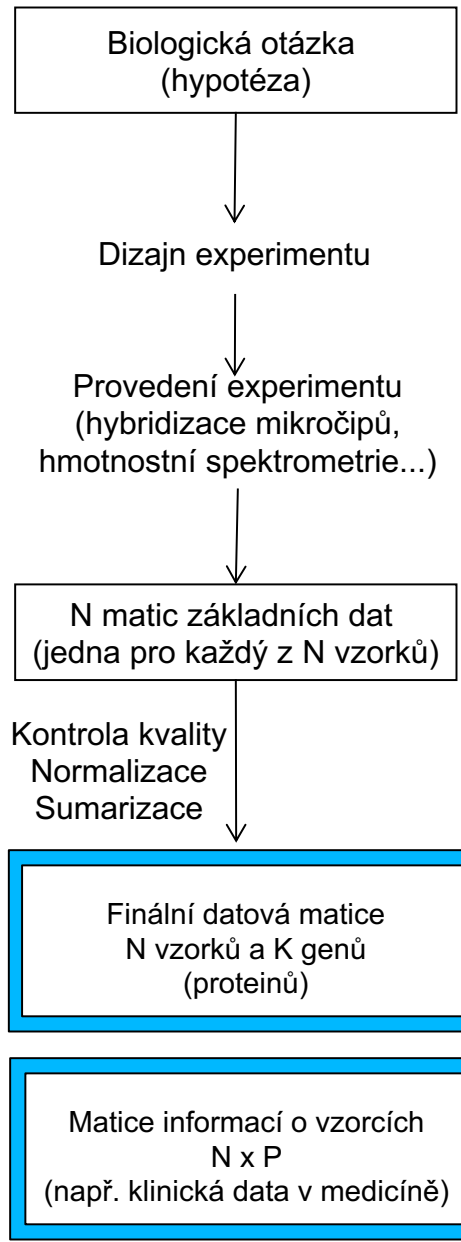 Biologická otázka
(hypotéza)
Dizajn experimentu
Provedení experimentu
(hybridizace mikročipů,
hmotnostní spektrometrie...)
N matic základních dat
(jedna pro každý z N vzorků)
Kontrola kvality
Normalizace
Sumarizace
Finální datová matice
N vzorků a K genů
(proteinů)
Matice informací o vzorcích
N x P
(např. klinická data v medicíně)